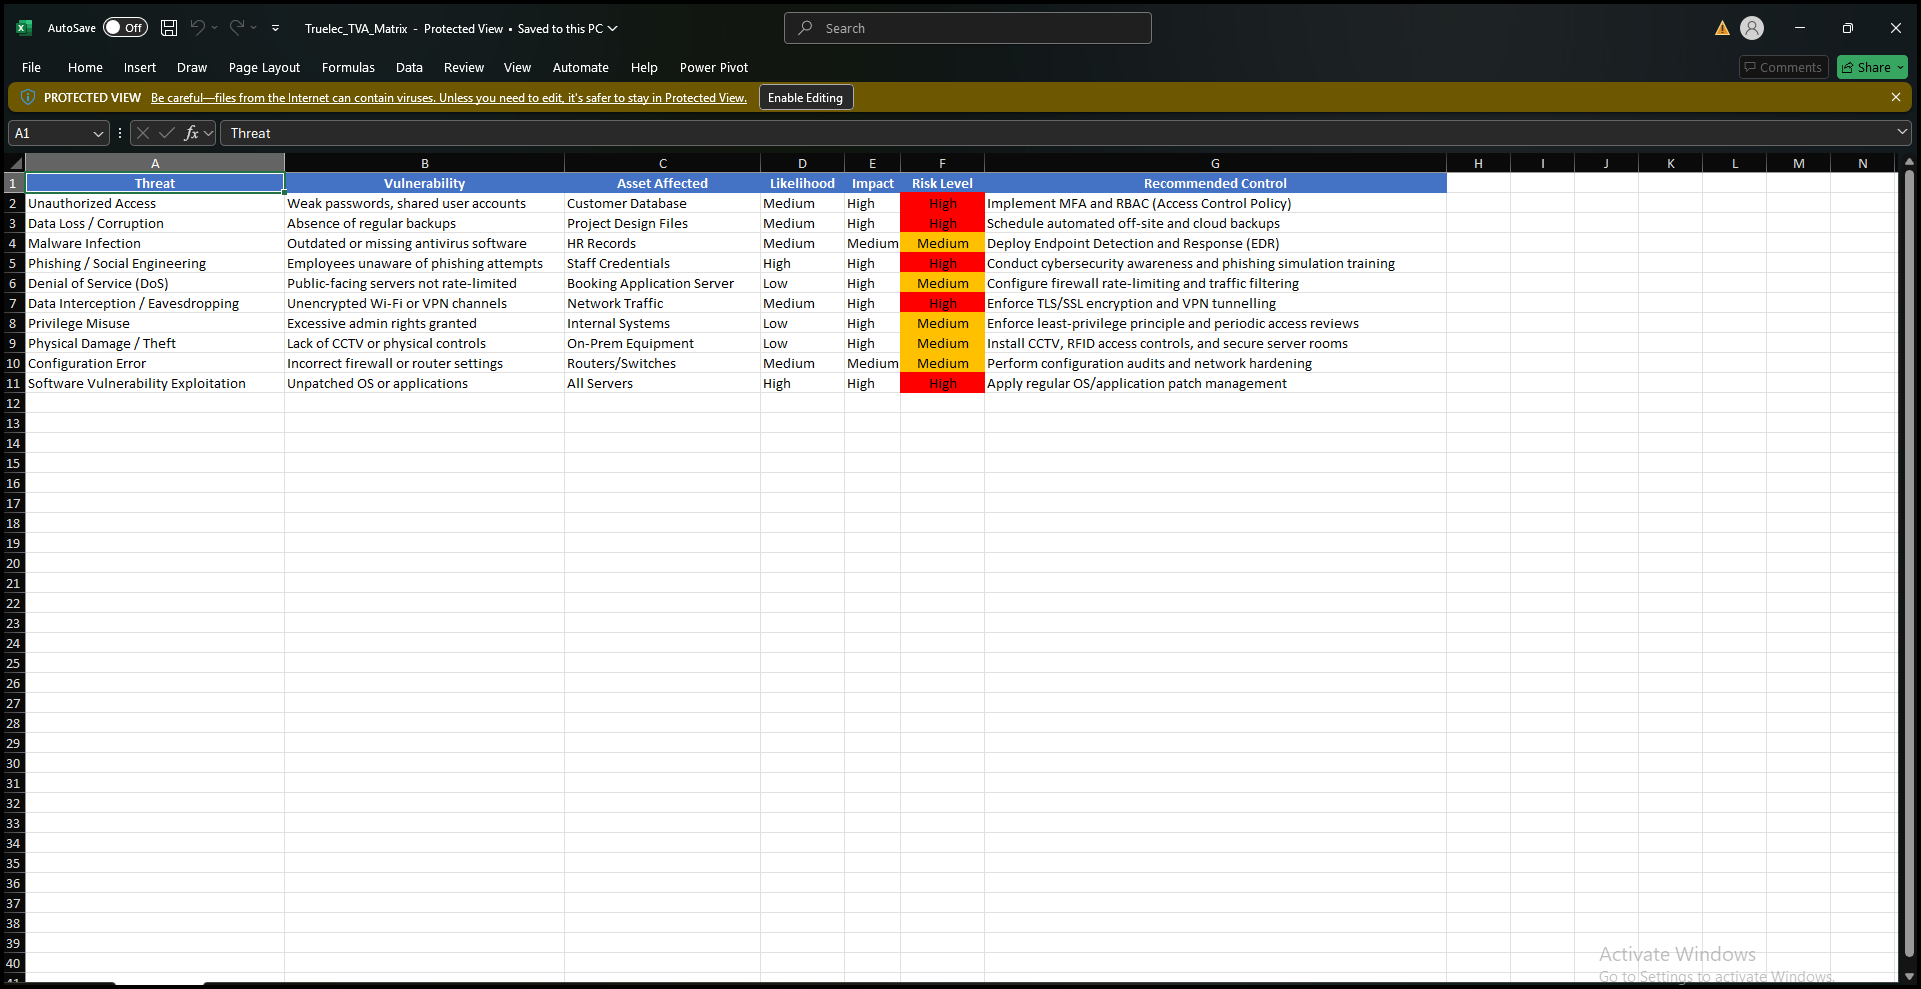 AutoSave Off Truelec_TVA_Matrix - Protected View • Saved to this PC Search
File Home Insert Draw Page Layout Formulas Data Review View Automate Help Power Pivot Comments Share
PROTECTED VIEW Be careful—files from the Internet can contain viruses. Unless you need to edit, it's safer to stay in Protected View. Enable Editing
A1 fx Threat
A B C D E F G H I J K L M N
1 Threat Vulnerability Asset Affected Likelihood Impact Risk Level Recommended Control
2 Unauthorized Access Weak passwords, shared user accounts Customer Database Medium High High Implement MFA and RBAC (Access Control Policy)
3 Data Loss / Corruption Absence of regular backups Project Design Files Medium High High Schedule automated off-site and cloud backups
4 Malware Infection Outdated or missing antivirus software HR Records Medium Medium Medium Deploy Endpoint Detection and Response (EDR)
5 Phishing / Social Engineering Employees unaware of phishing attempts Staff Credentials High High High Conduct cybersecurity awareness and phishing simulation training
6 Denial of Service (DoS) Public-facing servers not rate-limited Booking Application Server Low High Medium Configure firewall rate-limiting and traffic filtering
7 Data Interception / Eavesdropping Unencrypted Wi-Fi or VPN channels Network Traffic Medium High High Enforce TLS/SSL encryption and VPN tunnelling
8 Privilege Misuse Excessive admin rights granted Internal Systems Low High Medium Enforce least-privilege principle and periodic access reviews
9 Physical Damage / Theft Lack of CCTV or physical controls On-Prem Equipment Low High Medium Install CCTV, RFID access controls, and secure server rooms
10 Configuration Error Incorrect firewall or router settings Routers/Switches Medium Medium Medium Perform configuration audits and network hardening
11 Software Vulnerability Exploitation Unpatched OS or applications All Servers High High High Apply regular OS/application patch management
12
13
14
15
16
17
18
19
20
21
22
23
24
25
26
27
28
29
30
31
32
33
34
35
36
37
38
39
40
41
Activate Windows
Go to Settings to activate Windows.